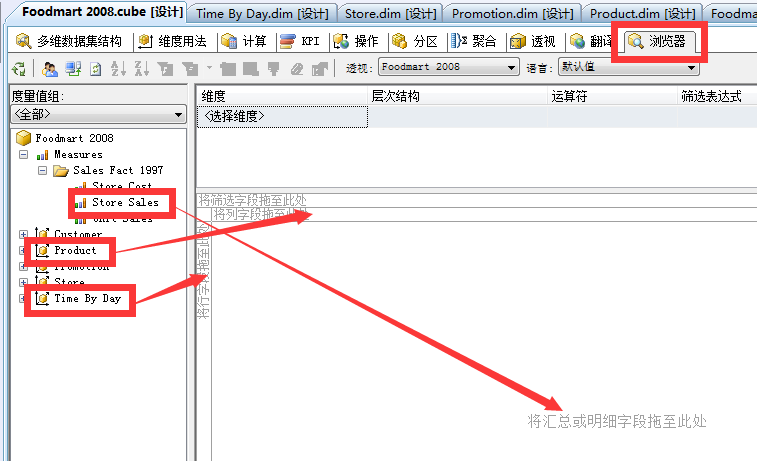 Foodmart 2008.cube [设计] Time By Day.dim [设计] Store.dim [设计] Promotion.dim [设计] Product.dim [设计] Foodma
多维数据集结构 维度用法 计算 KPI 操作 分区 聚合 透视 翻译 浏览器
透视: Foodmart 2008 语言: 默认值
度量值组:
<全部>
维度 层次结构 运算符 筛选表达式
<选择维度>
Foodmart 2008
Measures
Sales Fact 1997
Store Cost
Store Sales
Unit Sales
Customer
Product
Promotion
Store
Time By Day
将筛选字段拖至此处
将列字段拖至此处
将行字段拖至此处
将汇总或明细字段拖至此处